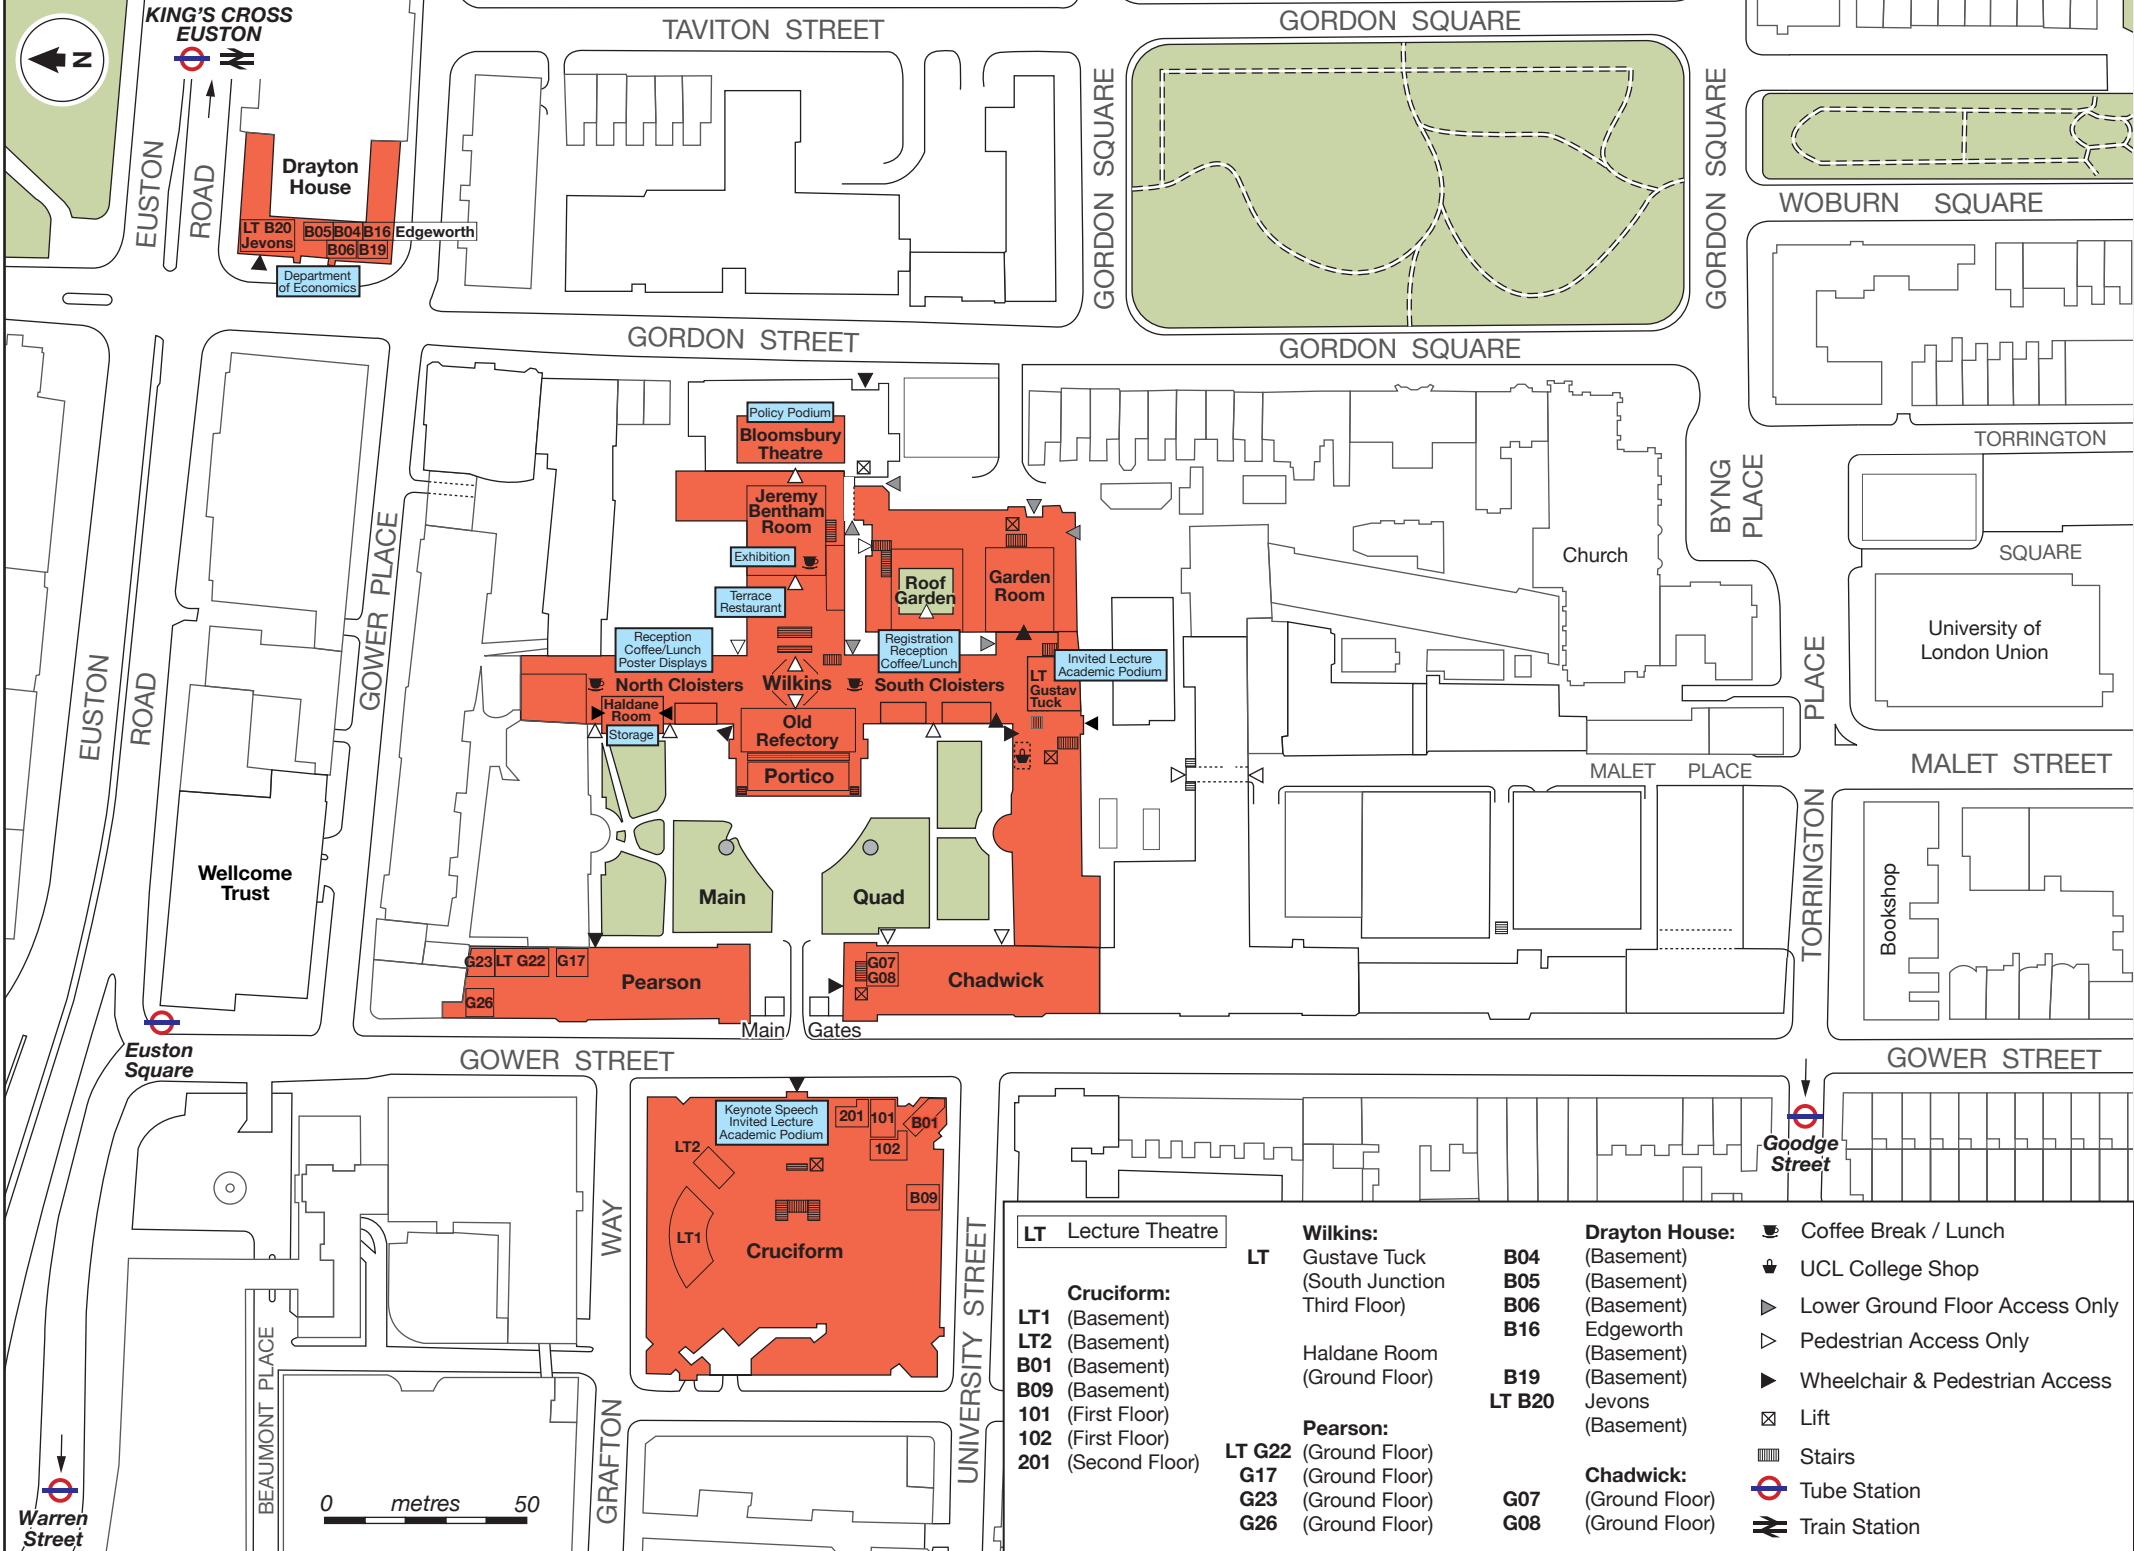 KING'S CROSS
EUSTON
N
TAVITON STREET
GORDON SQUARE
EUSTON
ROAD
Drayton
House
LT B20
Jevons
B05
B04
B16
Edgeworth
B06
B19
Department
of Economics
GORDON SQUARE
GORDON SQUARE
WOBURN SQUARE
GORDON STREET
GORDON SQUARE
TORRINGTON
SQUARE
BYNG
PLACE
Policy Podium
Bloomsbury
Theatre
Jeremy
Bentham
Room
Exhibition
Terrace
Restaurant
Roof
Garden
Garden
Room
Church
University of
London Union
GOWER PLACE
Reception
Coffee/Lunch
Poster Displays
Registration
Reception
Coffee/Lunch
Invited Lecture
Academic Podium
North Cloisters
Wilkins
South Cloisters
LT
Gustav
Tuck
Haldane
Room
Storage
Old
Refectory
Portico
EUSTON
ROAD
PLACE
MALET PLACE
MALET STREET
TORRINGTON
Wellcome
Trust
Main
Quad
Bookshop
G23
LT G22
G17
G26
Pearson
G07
G08
Chadwick
Main
Gates
Euston
Square
GOWER STREET
GOWER STREET
Keynote Speech
Invited Lecture
Academic Podium
201
101
B01
102
LT2
B09
LT1
Cruciform
Goodge
Street
WAY
GRAFTON
UNIVERSITY STREET
BEAUMONT PLACE
Warren
Street
0 metres 50
LT Lecture Theatre
Cruciform:
LT1 (Basement)
LT2 (Basement)
B01 (Basement)
B09 (Basement)
101 (First Floor)
102 (First Floor)
201 (Second Floor)
Wilkins:
LT Gustave Tuck
(South Junction
Third Floor)
Haldane Room
(Ground Floor)
Pearson:
LT G22 (Ground Floor)
G17 (Ground Floor)
G23 (Ground Floor)
G26 (Ground Floor)
Drayton House:
B04 (Basement)
B05 (Basement)
B06 (Basement)
B16 Edgeworth
(Basement)
B19 (Basement)
LT B20 Jevons
(Basement)
Chadwick:
G07 (Ground Floor)
G08 (Ground Floor)
Coffee Break / Lunch
UCL College Shop
Lower Ground Floor Access Only
Pedestrian Access Only
Wheelchair & Pedestrian Access
Lift
Stairs
Tube Station
Train Station